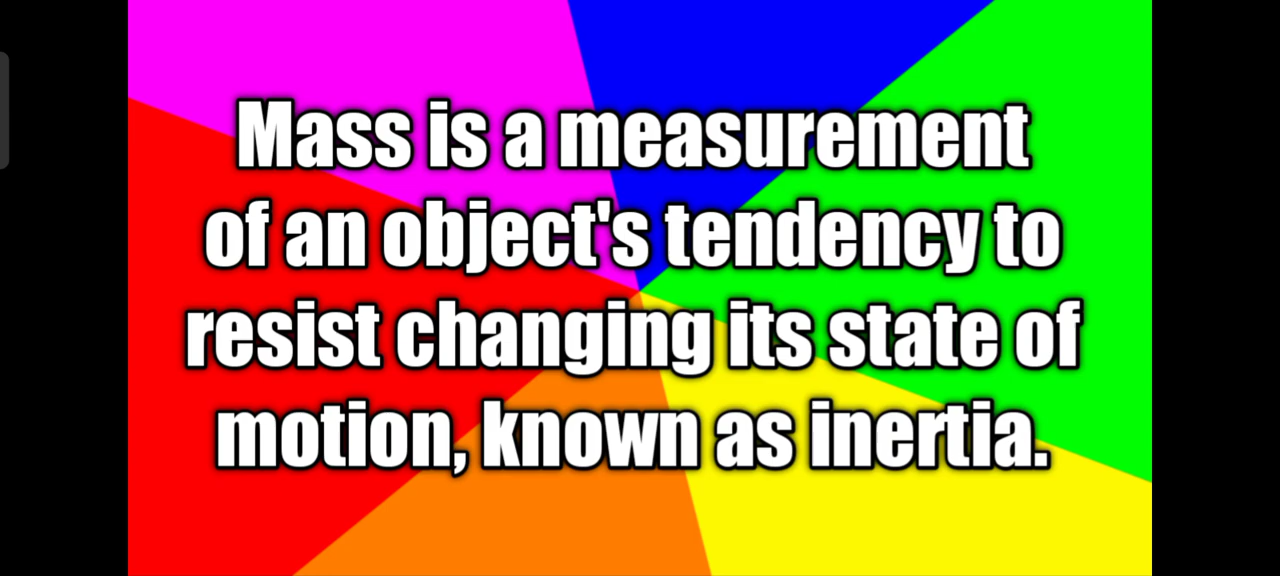 Mass is a measurement
of an object's tendency to
resist changing its state of
motion, known as inertia.